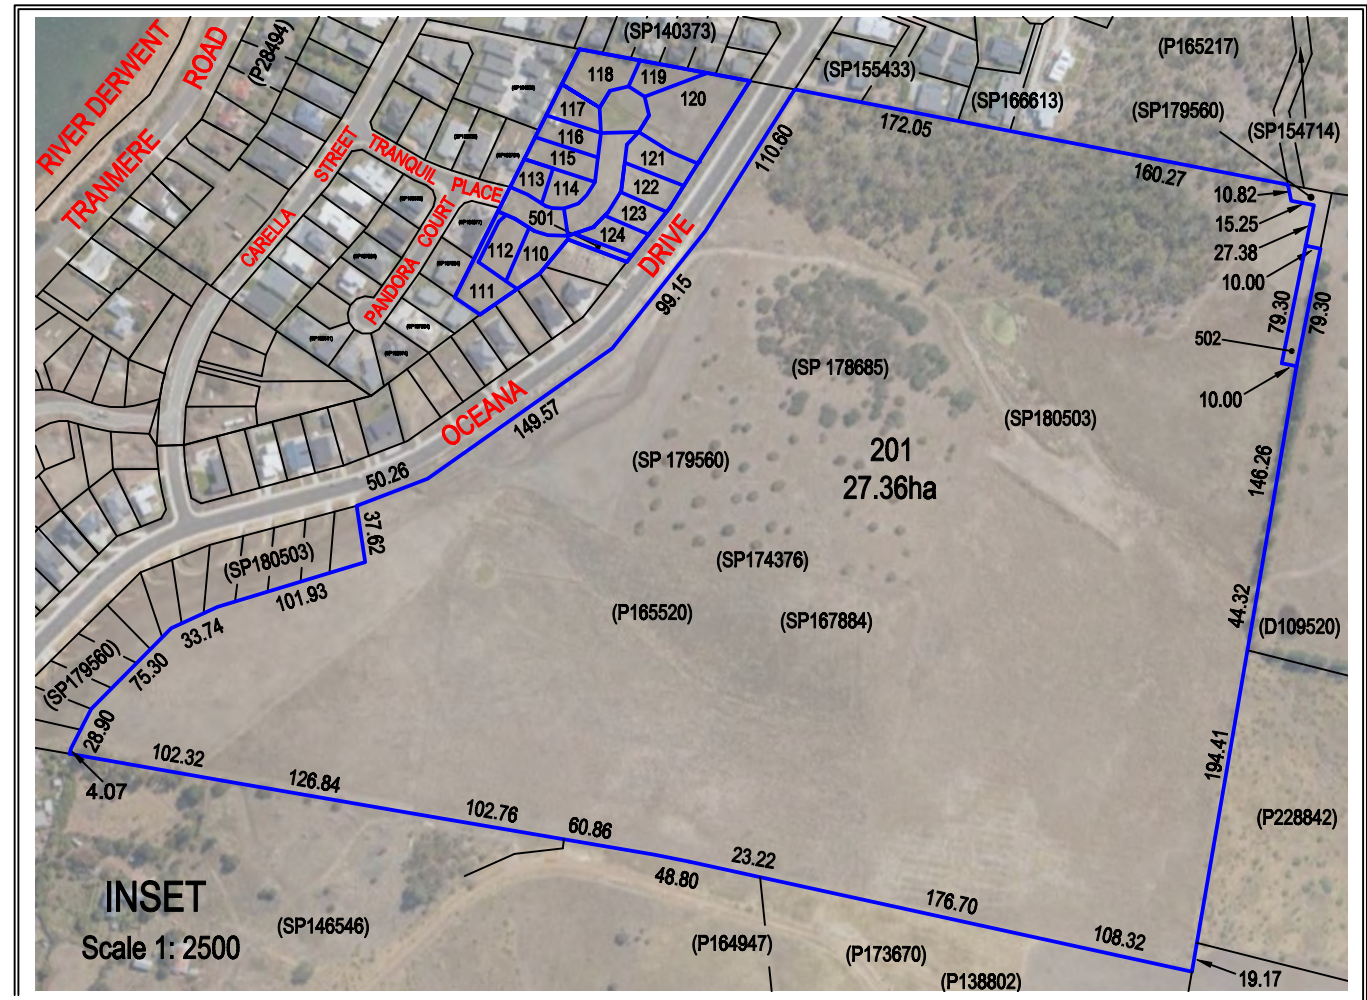 RIVER DERWENT
ROAD
TRANMERE
(P28494)
(SP140373)
(SP155433)
(SP166613)
(P165217)
(SP179560)
(SP154714)
118
119
120
117
116
115
113
114
121
122
123
124
501
112
110
111
STREET
CARELLA
TRANQUIL
PLACE
COURT
PANDORA
DRIVE
OCEANA
110.60
172.05
160.27
10.82
15.25
27.38
10.00
79.30
79.30
502
10.00
99.15
149.57
50.26
37.62
(SP 178685)
(SP180503)
201
27.36ha
(SP 179560)
(SP174376)
(P165520)
(SP167884)
146.26
44.32
(D109520)
(SP180503)
101.93
33.74
75.30
(SP179560)
28.90
4.07
102.32
126.84
102.76
60.86
48.80
23.22
176.70
108.32
194.41
(P228842)
19.17
INSET
Scale 1: 2500
(SP146546)
(P164947)
(P173670)
(P138802)